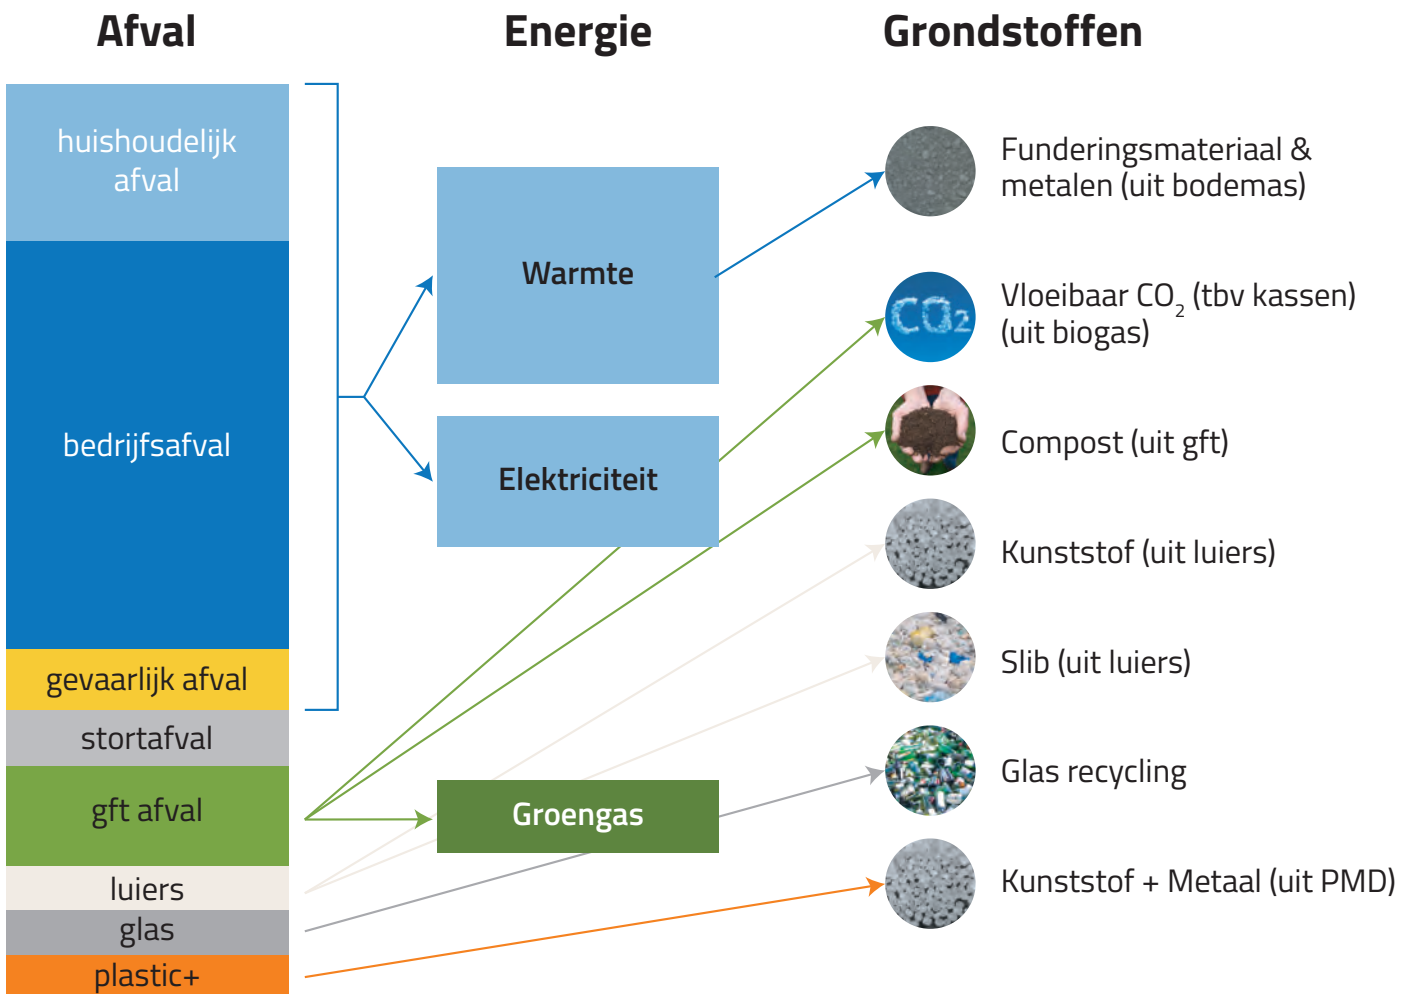 Afval
Energie
Grondstoffen
huishoudelijk
afval
bedrijfsafval
gevaarlijk afval
stortafval
gft afval
luiers
glas
plastic+
Warmte
Elektriciteit
Groengas
Funderingsmateriaal &
metalen (uit bodemas)
CO2
Vloeibaar CO₂ (tbv kassen)
(uit biogas)
Compost (uit gft)
Kunststof (uit luiers)
Slib (uit luiers)
Glas recycling
Kunststof + Metaal (uit PMD)